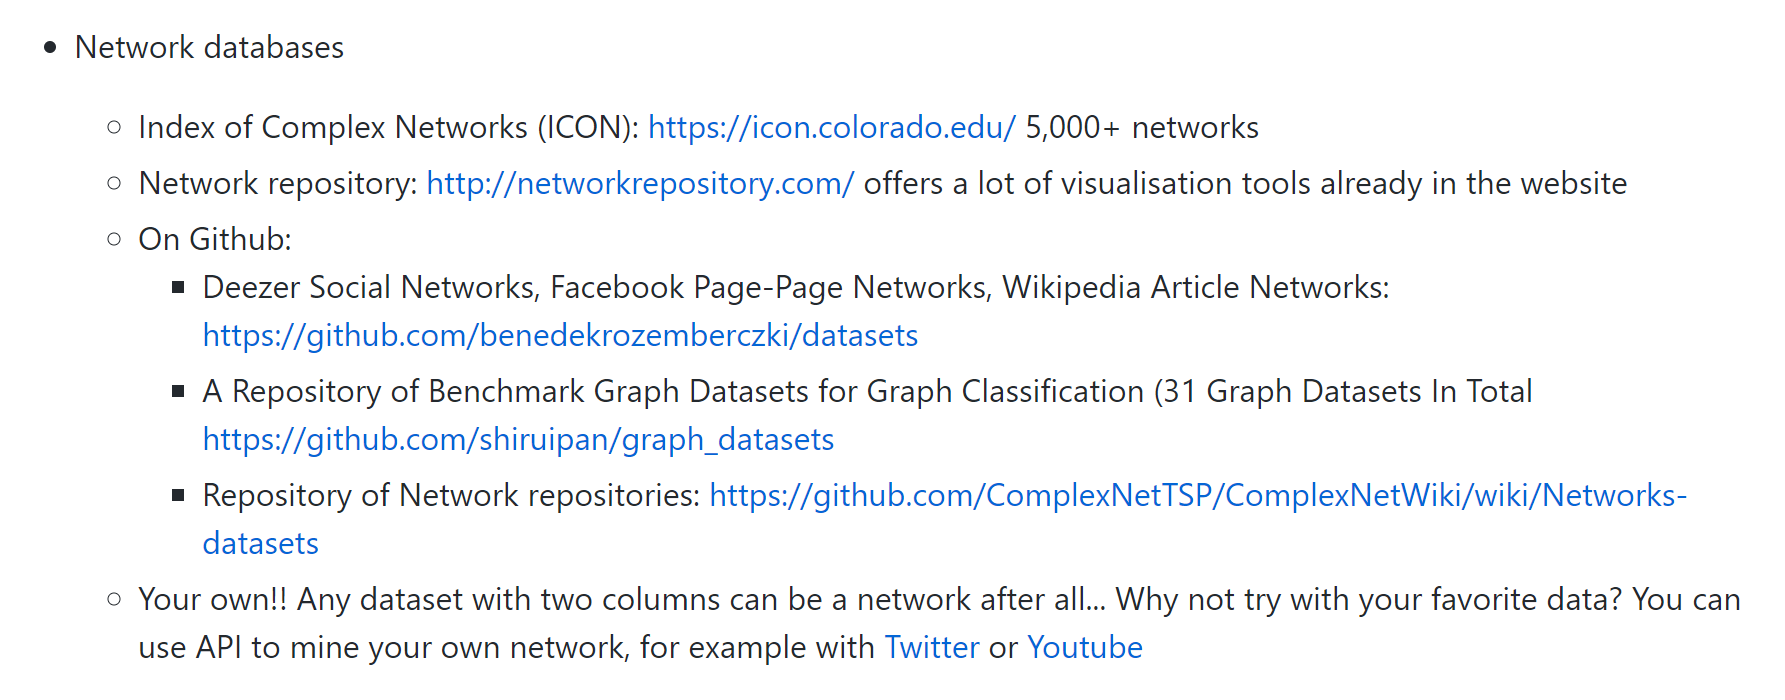 Network databases
Index of Complex Networks (ICON): https://icon.colorado.edu/ 5,000+ networks
Network repository: http://networkrepository.com/ offers a lot of visualisation tools already in the website
On Github:
Deezer Social Networks, Facebook Page-Page Networks, Wikipedia Article Networks:
https://github.com/benedekrozemberczki/datasets
A Repository of Benchmark Graph Datasets for Graph Classification (31 Graph Datasets In Total
https://github.com/shiruipan/graph_datasets
Repository of Network repositories: https://github.com/ComplexNetTSP/ComplexNetWiki/wiki/Networks-
datasets
Your own!! Any dataset with two columns can be a network after all... Why not try with your favorite data? You can
use API to mine your own network, for example with Twitter or Youtube